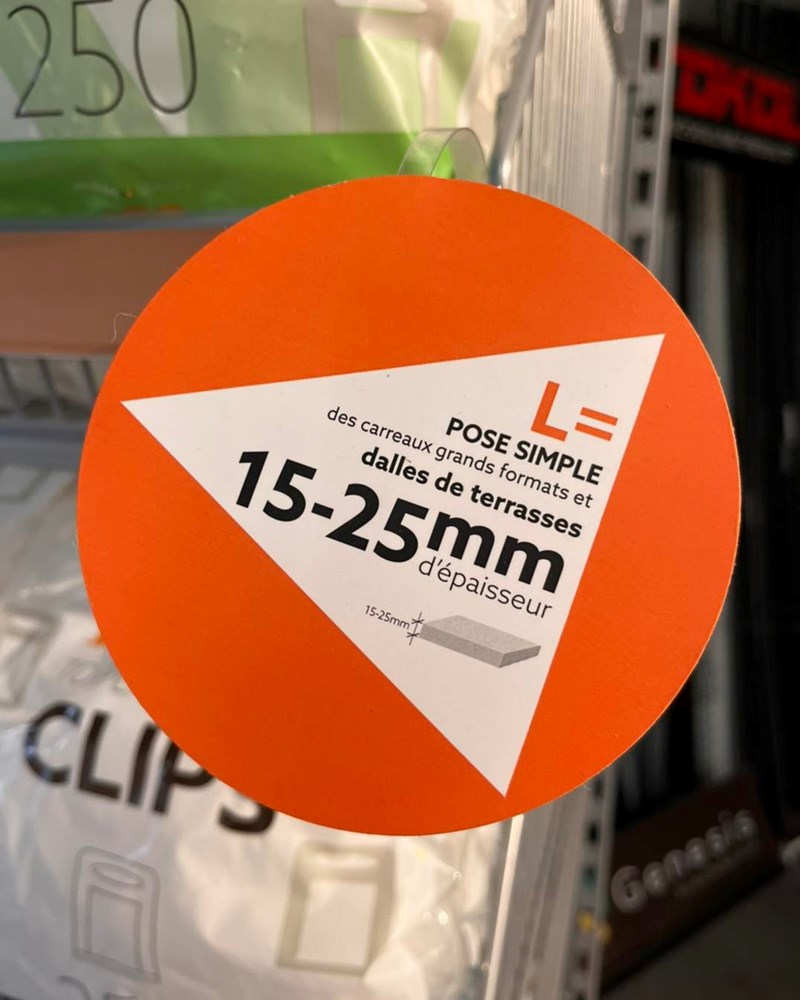 250
L=
POSE SIMPLE
des carreaux grands formats et
dalles de terrasses
15-25mm
d'épaisseur
15-25mm
CLIPS
Genesis